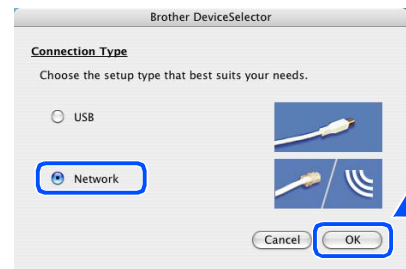 Brother DeviceSelector
Connection Type
Choose the setup type that best suits your needs.
USB
Network
Cancel
OK